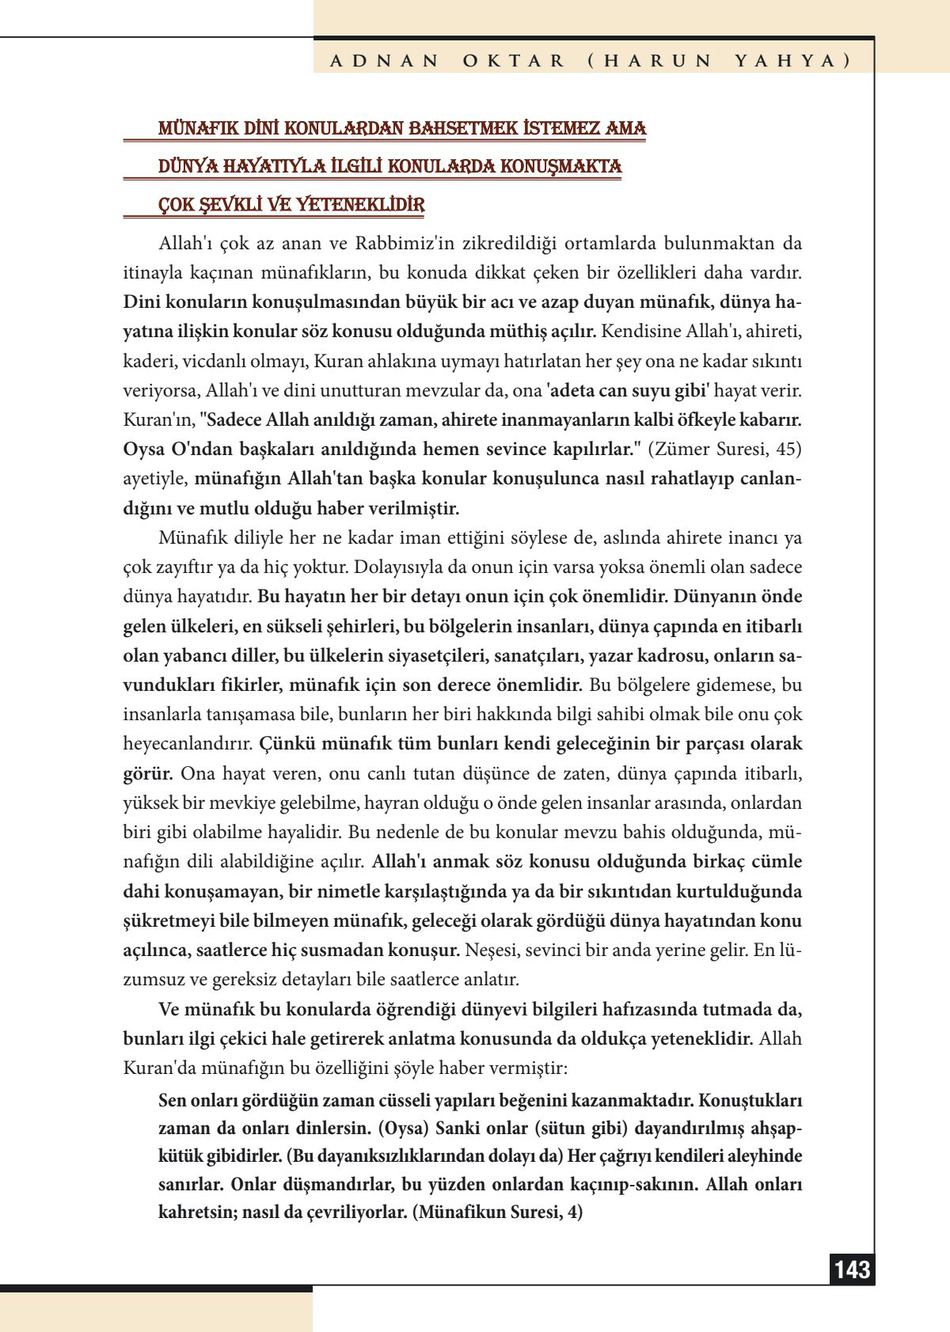 ADNAN OKTAR (HARUN YAHYA)
MÜNAFIK DİNİ KONULARDAN BAHSETMEK İSTEMEZ AMA
DÜNYA HAYATIYLA İLGİLİ KONULARDA KONUŞMAKTA
ÇOK ŞEVKLİ VE YETENEKLİDİR
Allah'ı çok az anan ve Rabbimiz'in zikredildiği ortamlarda bulunmaktan da
itinayla kaçınan münafıkların, bu konuda dikkat çeken bir özellikleri daha vardır.
Dini konuların konuşulmasından büyük bir acı ve azap duyan münafık, dünya ha-
yatına ilişkin konular söz konusu olduğunda müthiş açılır. Kendisine Allah'ı, ahireti,
kaderi, vicdanlı olmayı, Kuran ahlakına uymayı hatırlatan her şey ona ne kadar sıkıntı
veriyorsa, Allah'ı ve dini unutturan mevzular da, ona 'adeta can suyu gibi' hayat verir.
Kuran'ın, "Sadece Allah anıldığı zaman, ahirete inanmayanların kalbi öfkeyle kabarır.
Oysa O'ndan başkaları anıldığında hemen sevince kapılırlar." (Zümer Suresi, 45)
ayetiyle, münafığın Allah'tan başka konular konuşulunca nasıl rahatlayıp canlan-
dığını ve mutlu olduğu haber verilmiştir.
Münafık diliyle her ne kadar iman ettiğini söylese de, aslında ahirete inancı ya
çok zayıftır ya da hiç yoktur. Dolayısıyla da onun için varsa yoksa önemli olan sadece
dünya hayatıdır. Bu hayatın her bir detayı onun için çok önemlidir. Dünyanın önde
gelen ülkeleri, en sükseli şehirleri, bu bölgelerin insanları, dünya çapında en itibarlı
olan yabancı diller, bu ülkelerin siyasetçileri, sanatçıları, yazar kadrosu, onların sa-
vundukları fikirler, münafık için son derece önemlidir. Bu bölgelere gidemese, bu
insanlarla tanışamasa bile, bunların her biri hakkında bilgi sahibi olmak bile onu çok
heyecanlandırır. Çünkü münafık tüm bunları kendi geleceğinin bir parçası olarak
görür. Ona hayat veren, onu canlı tutan düşünce de zaten, dünya çapında itibarlı,
yüksek bir mevkiye gelebilme, hayran olduğu o önde gelen insanlar arasında, onlardan
biri gibi olabilme hayalidir. Bu nedenle de bu konular mevzu bahis olduğunda, mü-
nafığın dili alabildiğine açılır. Allah'ı anmak söz konusu olduğunda birkaç cümle
dahi konuşamayan, bir nimetle karşılaştığında ya da bir sıkıntıdan kurtulduğunda
şükretmeyi bile bilmeyen münafık, geleceği olarak gördüğü dünya hayatından konu
açılınca, saatlerce hiç susmadan konuşur. Neşesi, sevinci bir anda yerine gelir. En lü-
zumsuz ve gereksiz detayları bile saatlerce anlatır.
Ve münafık bu konularda öğrendiği dünyevi bilgileri hafızasında tutmada da,
bunları ilgi çekici hale getirerek anlatma konusunda da oldukça yeteneklidir. Allah
Kuran'da münafığın bu özelliğini şöyle haber vermiştir:
Sen onları gördüğün zaman cüsseli yapıları beğenini kazanmaktadır. Konuştukları
zaman da onları dinlersin. (Oysa) Sanki onlar (sütun gibi) dayandırılmış ahşap-
kütük gibidirler. (Bu dayanıksızlıklarından dolayı da) Her çağrıyı kendileri aleyhinde
sanırlar. Onlar düşmandırlar, bu yüzden onlardan kaçınıp-sakının. Allah onları
kahretsin; nasıl da çevriliyorlar. (Münafikun Suresi, 4)
143